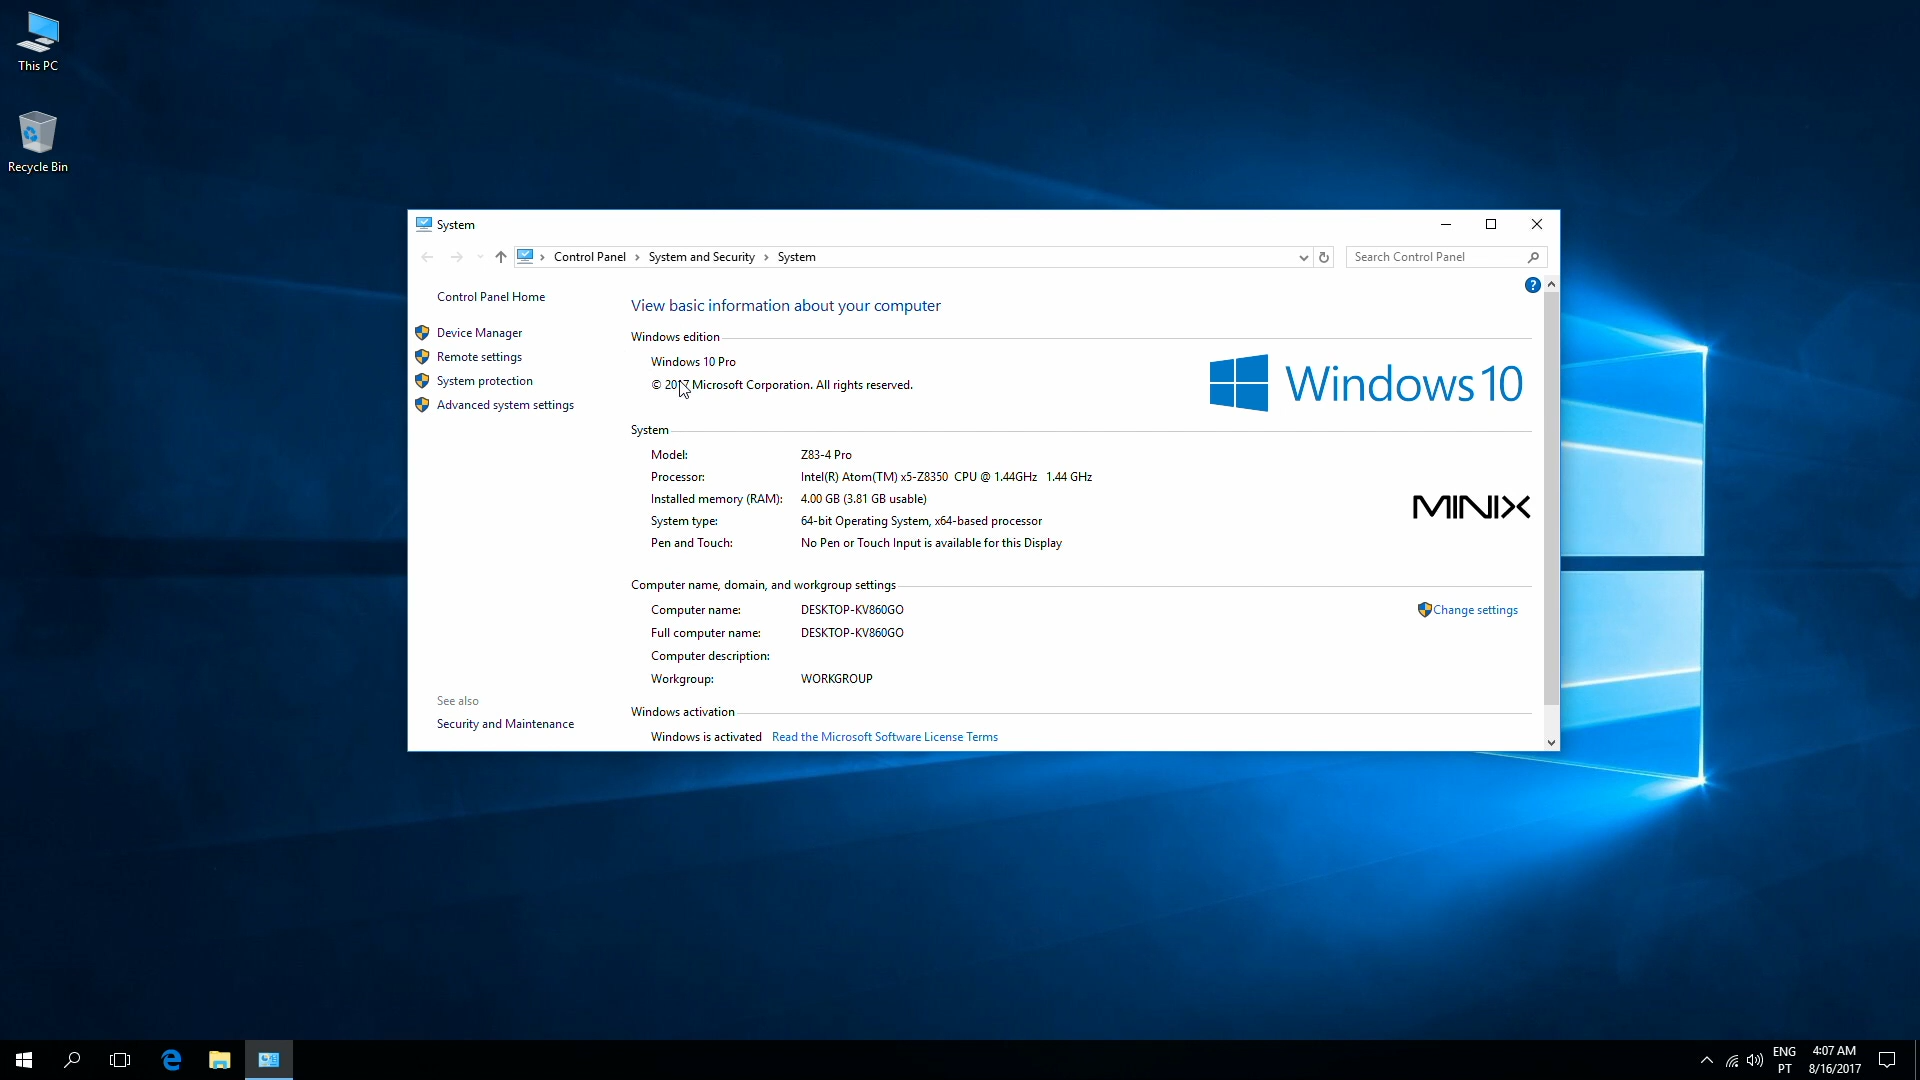 This PC
Recycle Bin
System
Control Panel › System and Security › System
Search Control Panel
Control Panel Home
Device Manager
Remote settings
System protection
Advanced system settings
See also
Security and Maintenance
View basic information about your computer
Windows edition
Windows 10 Pro
© 2017 Microsoft Corporation. All rights reserved.
Windows 10
System
Model: Z83-4 Pro
Processor: Intel(R) Atom(TM) x5-Z8350 CPU @ 1.44GHz 1.44 GHz
Installed memory (RAM): 4.00 GB (3.81 GB usable)
System type: 64-bit Operating System, x64-based processor
Pen and Touch: No Pen or Touch Input is available for this Display
MINIX
Computer name, domain, and workgroup settings
Computer name: DESKTOP-KV860GO
Change settings
Full computer name: DESKTOP-KV860GO
Computer description:
Workgroup: WORKGROUP
Windows activation
Windows is activated Read the Microsoft Software License Terms
ENG
PT
4:07 AM
8/16/2017